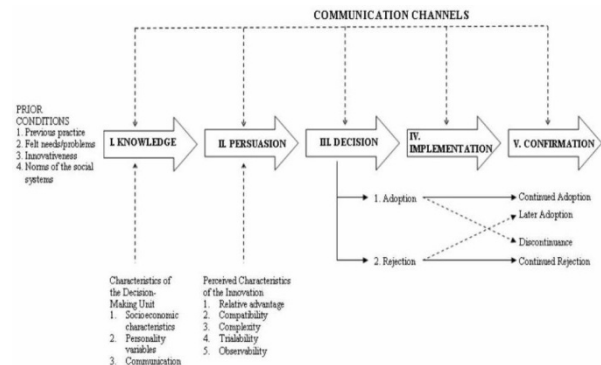 COMMUNICATION CHANNELS
PRIOR
CONDITIONS
1. Previous practice
2. Felt needs/problems
3. Innovativeness
4. Norms of the social
systems
I. KNOWLEDGE
II. PERSUASION
III. DECISION
IV.
IMPLEMENTATION
V. CONFIRMATION
1. Adoption
2. Rejection
Continued Adoption
Later Adoption
Discontinuance
Continued Rejection
Characteristics of
the Decision-
Making Unit
1. Socioeconomic
characteristics
2. Personality
variables
3. Communication
Perceived Characteristics
of the Innovation
1. Relative advantage
2. Compatibility
3. Complexity
4. Trialability
5. Observability